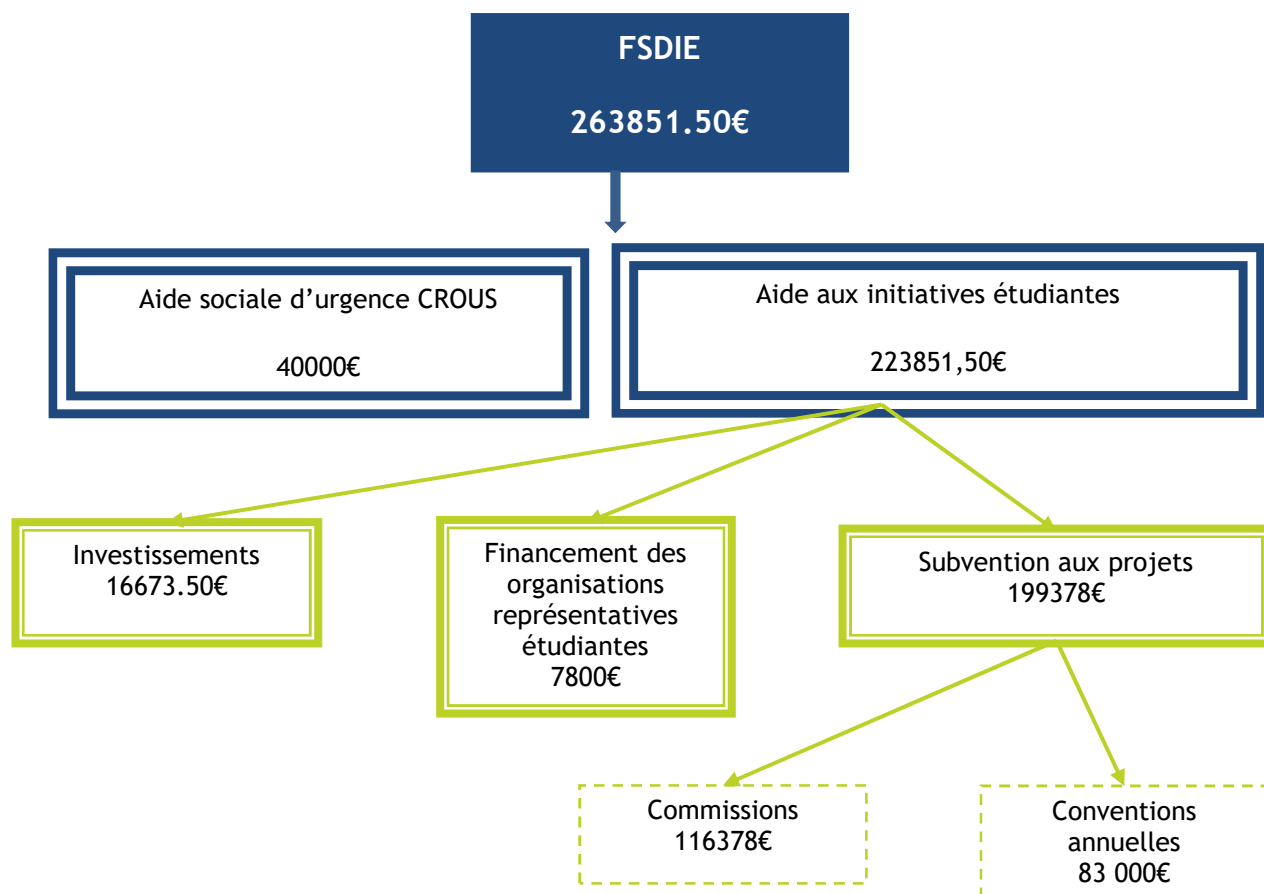 FSDIE
263851.50€
Aide sociale d’urgence CROUS
40000€
Aide aux initiatives étudiantes
223851,50€
Investissements
16673.50€
Financement des
organisations
représentatives
étudiantes
7800€
Subvention aux projets
199378€
Commissions
116378€
Conventions
annuelles
83 000€